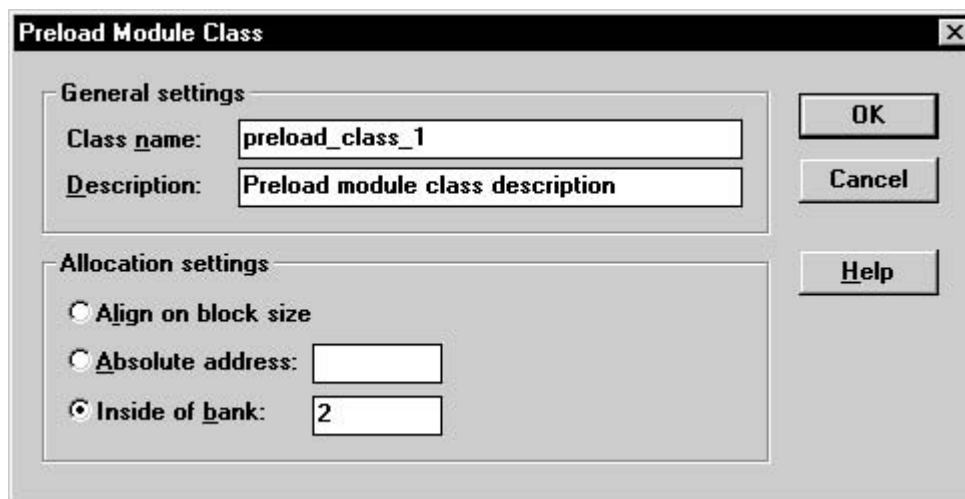 Preload Module Class
General settings
Class name: preload_class_1
Description: Preload module class description
OK
Cancel
Help
Allocation settings
Align on block size
Absolute address:
Inside of bank: 2